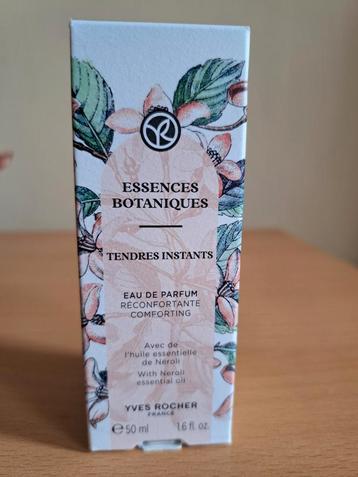 ESSENCES
BOTANIQUES
TENDRES INSTANTS
EAU DE PARFUM
RÉCONFORTANTE
COMFORTING
Avec de
l'huile essentielle
de Neroli
With Neroli
essential oil
YVES ROCHER
FRANCE
℮50 ml 1.6 fl. oz.